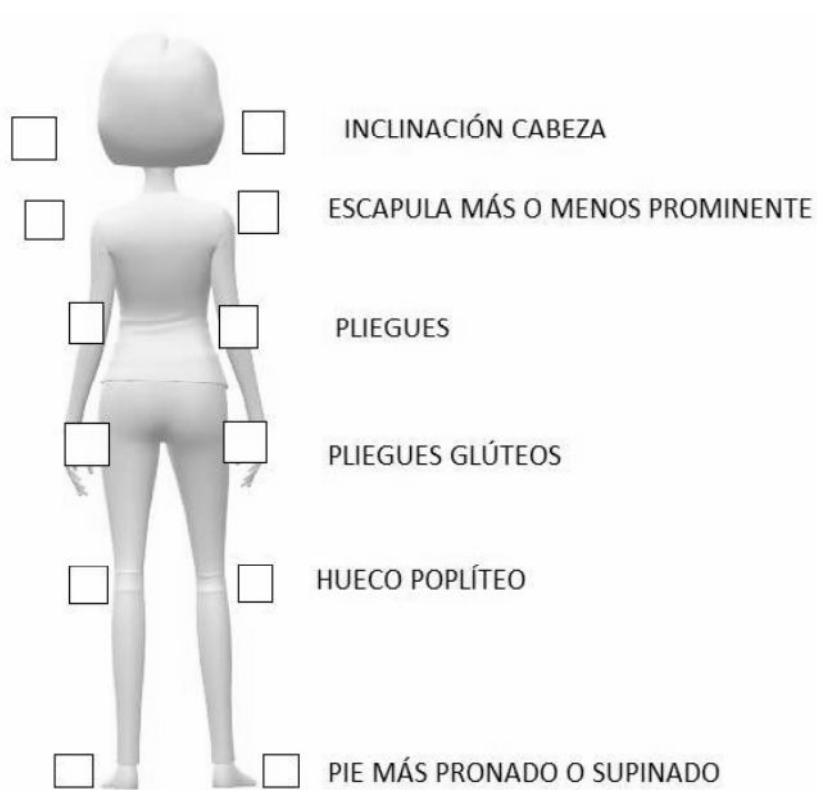 INCLINACIÓN CABEZA
ESCAPULA MÁS O MENOS PROMINENTE
PLIEGUES
PLIEGUES GLÚTEOS
HUECO POPLÍTEO
PIE MÁS PRONADO O SUPINADO